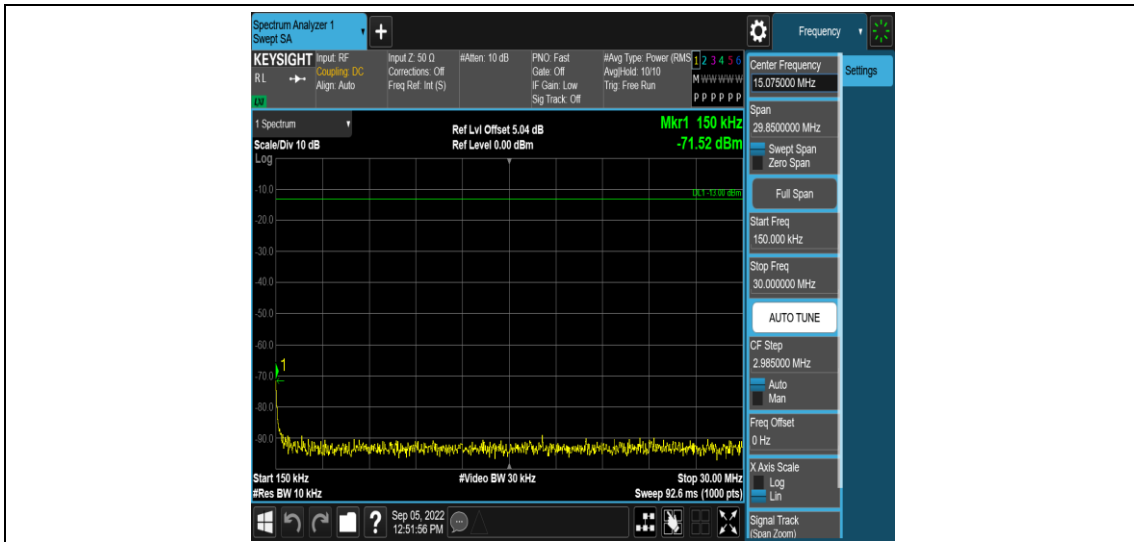 Spectrum Analyzer 1
Swept SA
+
Frequency
KEYSIGHT
RL
LXI
Input: RF
Coupling: DC
Align: Auto
Input Z: 50 Ω
Corrections: Off
Freq Ref: Int (S)
#Atten: 10 dB
PNO: Fast
Gate: Off
IF Gain: Low
Sig Track: Off
#Avg Type: Power (RMS
Avg|Hold: 10/10
Trig: Free Run
1 2 3 4 5 6
M W W W W W
P P P P P P
1 Spectrum
Scale/Div 10 dB
Log
Ref Lvl Offset 5.04 dB
Ref Level 0.00 dBm
Mkr1 150 kHz
-71.52 dBm
DL1 -13.00 dBm
-10.0
-20.0
-30.0
-40.0
-50.0
-60.0
1
-70.0
-80.0
-90.0
Start 150 kHz
#Res BW 10 kHz
#Video BW 30 kHz
Stop 30.00 MHz
Sweep 92.6 ms (1000 pts)
?
Sep 05, 2022
12:51:56 PM
Center Frequency
15.075000 MHz
Settings
Span
29.8500000 MHz
Swept Span
Zero Span
Full Span
Start Freq
150.000 kHz
Stop Freq
30.000000 MHz
AUTO TUNE
CF Step
2.985000 MHz
Auto
Man
Freq Offset
0 Hz
X Axis Scale
Log
Lin
Signal Track
(Span Zoom)